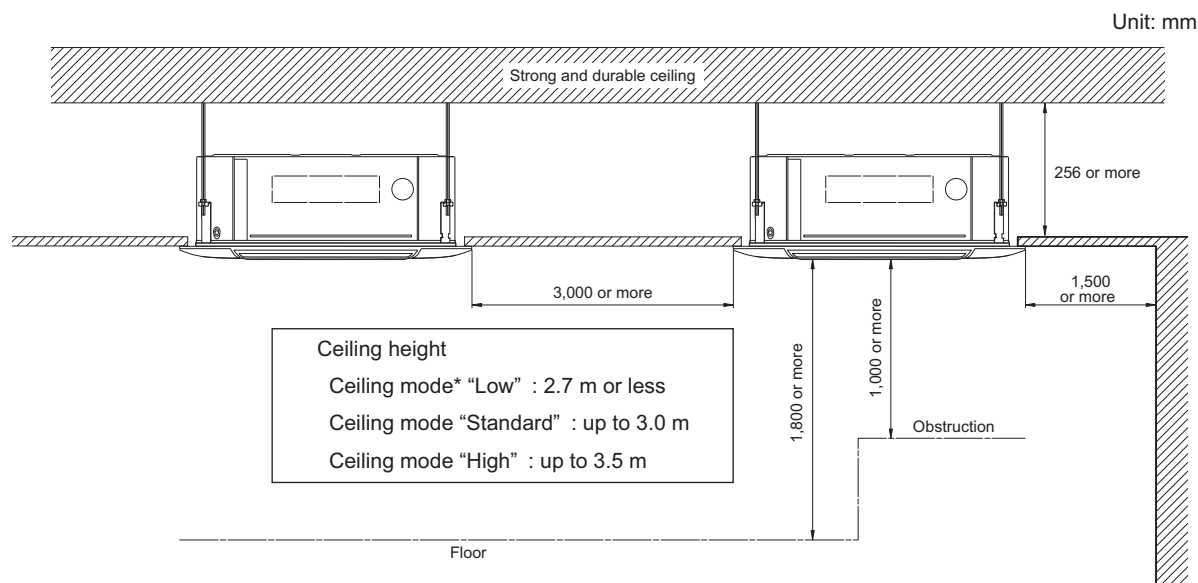 Unit: mm
Strong and durable ceiling
256 or more
3,000 or more
1,500
or more
1,800 or more
1,000 or more
Ceiling height
Ceiling mode* “Low” : 2.7 m or less
Ceiling mode “Standard” : up to 3.0 m
Ceiling mode “High” : up to 3.5 m
Obstruction
Floor